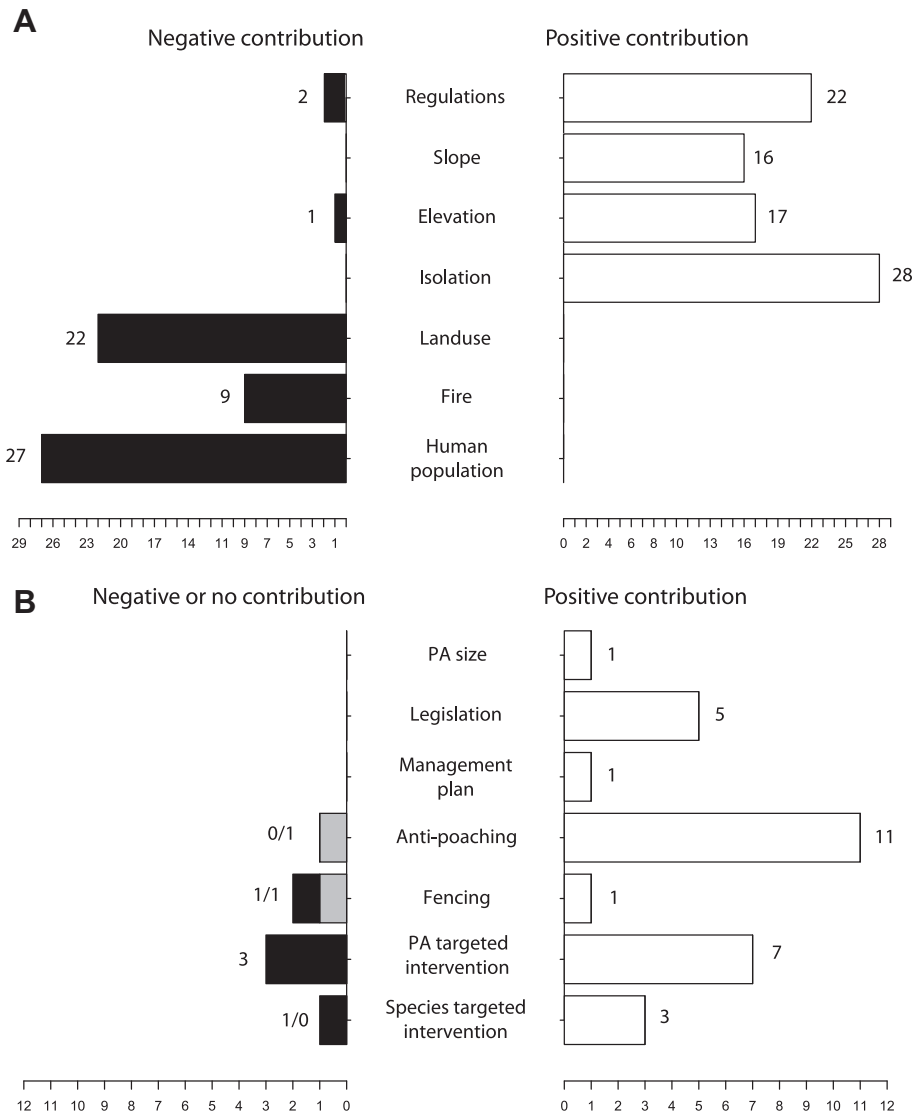 A
Negative contribution Positive contribution
2 Regulations 22
Slope 16
1 Elevation 17
Isolation 28
22 Landuse
9 Fire
27 Human
population
29 26 23 20 17 14 11 9 7 5 3 1 0 2 4 6 8 10 13 16 19 22 25 28
B
Negative or no contribution Positive contribution
PA size 1
Legislation 5
Management
plan 1
0/1 Anti-poaching 11
1/1 Fencing 1
3 PA targeted
intervention 7
1/0 Species targeted
intervention 3
12 11 10 9 8 7 6 5 4 3 2 1 0 0 1 2 3 4 5 6 7 8 9 10 11 12